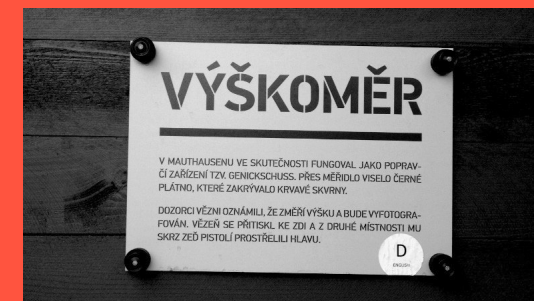 VÝŠKOMĚR
V MAUTHAUSENU VE SKUTEČNOSTI FUNGOVAL JAKO POPRAV-
ČÍ ZAŘÍZENÍ TZV. GENICKSCHUSS. PŘES MĚŘIDLO VISELO ČERNÉ
PLÁTNO, KTERÉ ZAKRÝVALO KRVAVÉ SKVRNY.
DOZORCI VĚZNI OZNÁMILI, ŽE ZMĚŘÍ VÝŠKU A BUDE VYFOTOGRA-
FOVÁN. VĚZEŇ SE PŘITISKL KE ZDI A Z DRUHÉ MÍSTNOSTI MU
SKRZ ZEĎ PISTOLÍ PROSTŘELILI HLAVU.
D
ENGLISH